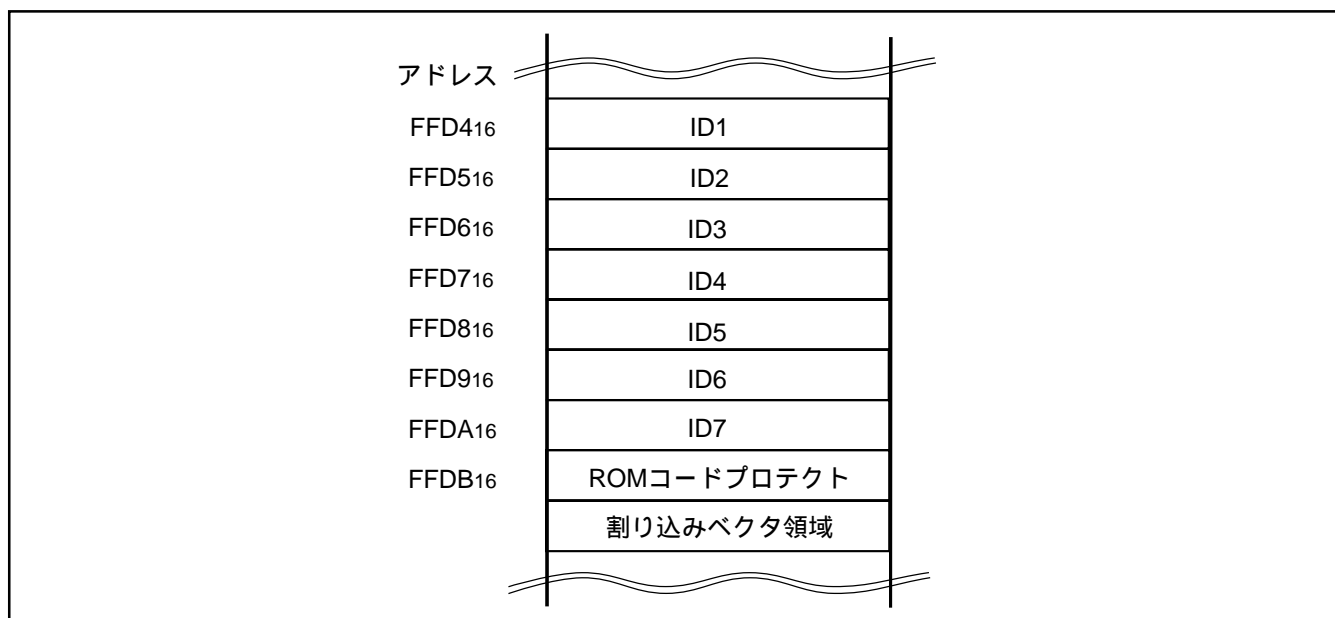 アドレス
FFD416 ID1
FFD516 ID2
FFD616 ID3
FFD716 ID4
FFD816 ID5
FFD916 ID6
FFDA16 ID7
FFDB16 ROMコードプロテクト
割り込みベクタ領域